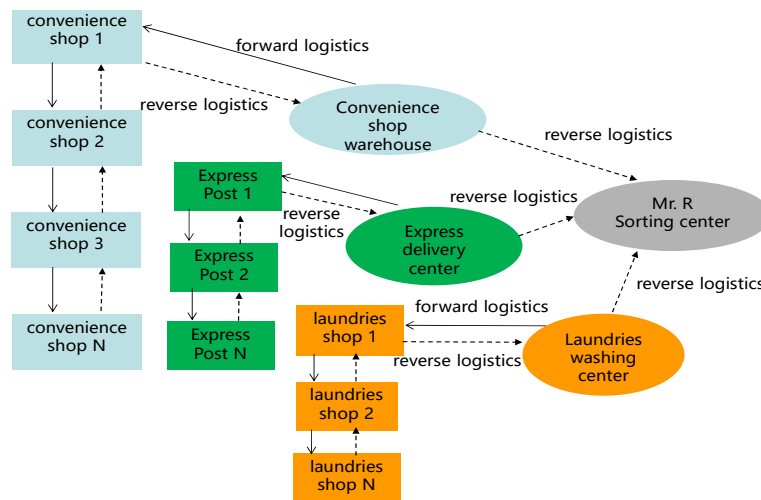 convenience
shop 1
forward logistics
reverse logistics
Convenience
shop
warehouse
reverse logistics
convenience
shop 2
Express
Post 1
reverse
logistics
reverse logistics
Mr. R
Sorting center
convenience
shop 3
Express
delivery
center
Express
Post 2
reverse logistics
forward logistics
convenience
shop N
Express
Post N
laundries
shop 1
reverse logistics
Laundries
washing
center
laundries
shop 2
laundries
shop N